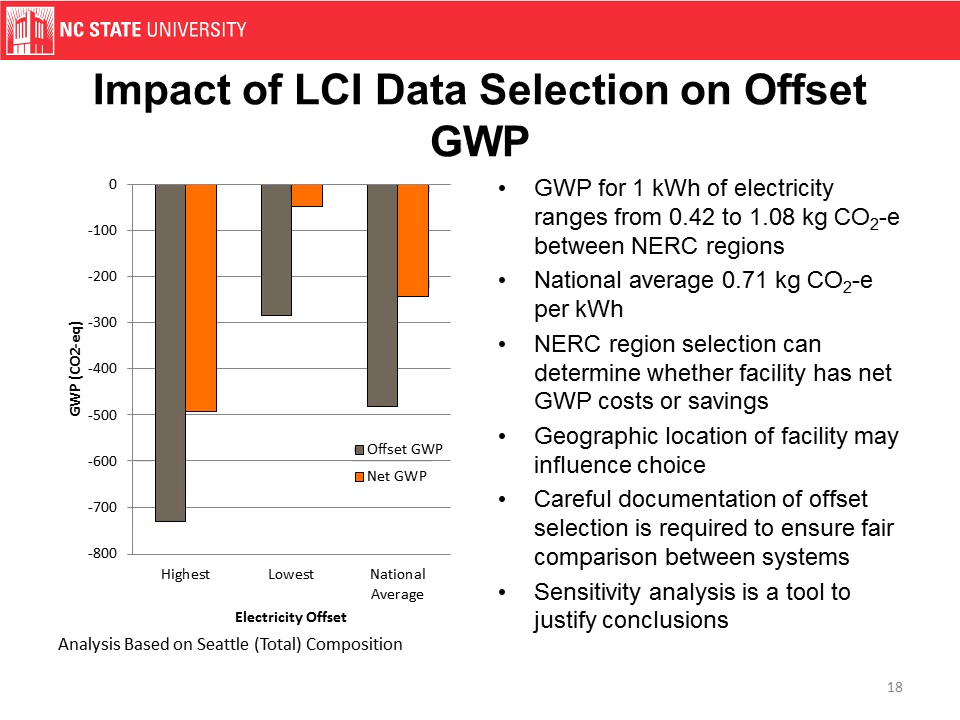 NC STATE UNIVERSITY
Impact of LCI Data Selection on Offset
GWP
0
-100
-200
-300
-400
-500
-600
-700
-800
GWP (CO2-eq)
Offset GWP
Net GWP
Highest
Lowest
National
Average
Electricity Offset
Analysis Based on Seattle (Total) Composition
• GWP for 1 kWh of electricity
ranges from 0.42 to 1.08 kg CO2-e
between NERC regions
• National average 0.71 kg CO2-e
per kWh
• NERC region selection can
determine whether facility has net
GWP costs or savings
• Geographic location of facility may
influence choice
• Careful documentation of offset
selection is required to ensure fair
comparison between systems
• Sensitivity analysis is a tool to
justify conclusions
18